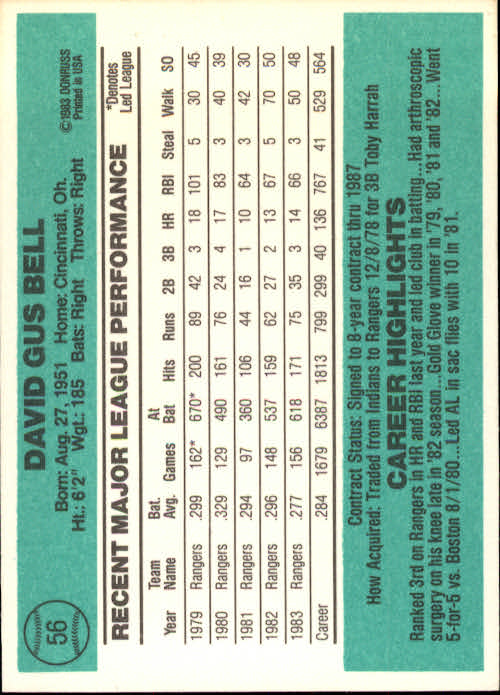 56
DAVID GUS BELL
Born: Aug. 27, 1951 Home: Cincinnati, Oh.
Ht.: 6'2" Wgt.: 185 Bats: Right Throws: Right
©1983 DONRUSS
Printed in USA
RECENT MAJOR LEAGUE PERFORMANCE
*Denotes
Led League
Year Team Name Bat. Avg. Games At Bat Hits Runs 2B 3B HR RBI Steal Walk SO
1979 Rangers .299 162* 670* 200 89 42 3 18 101 5 30 45
1980 Rangers .329 129 490 161 76 24 4 17 83 3 40 39
1981 Rangers .294 97 360 106 44 16 1 10 64 3 42 30
1982 Rangers .296 148 537 159 62 27 2 13 67 5 70 50
1983 Rangers .277 156 618 171 75 35 3 14 66 3 50 48
Career .284 1679 6387 1813 799 299 40 136 767 41 529 564
Contract Status: Signed to 8-year contract thru 1987
How Acquired: Traded from Indians to Rangers 12/8/78 for 3B Toby Harrah
CAREER HIGHLIGHTS
Ranked 3rd on Rangers in HR and RBI last year and led club in batting...Had arthroscopic
surgery on his knee late in '82 season...Gold Glove winner in '79, '80, '81 and '82...Went
5-for-6 vs. Boston 8/1/80...Led AL in sac flies with 10 in '81.